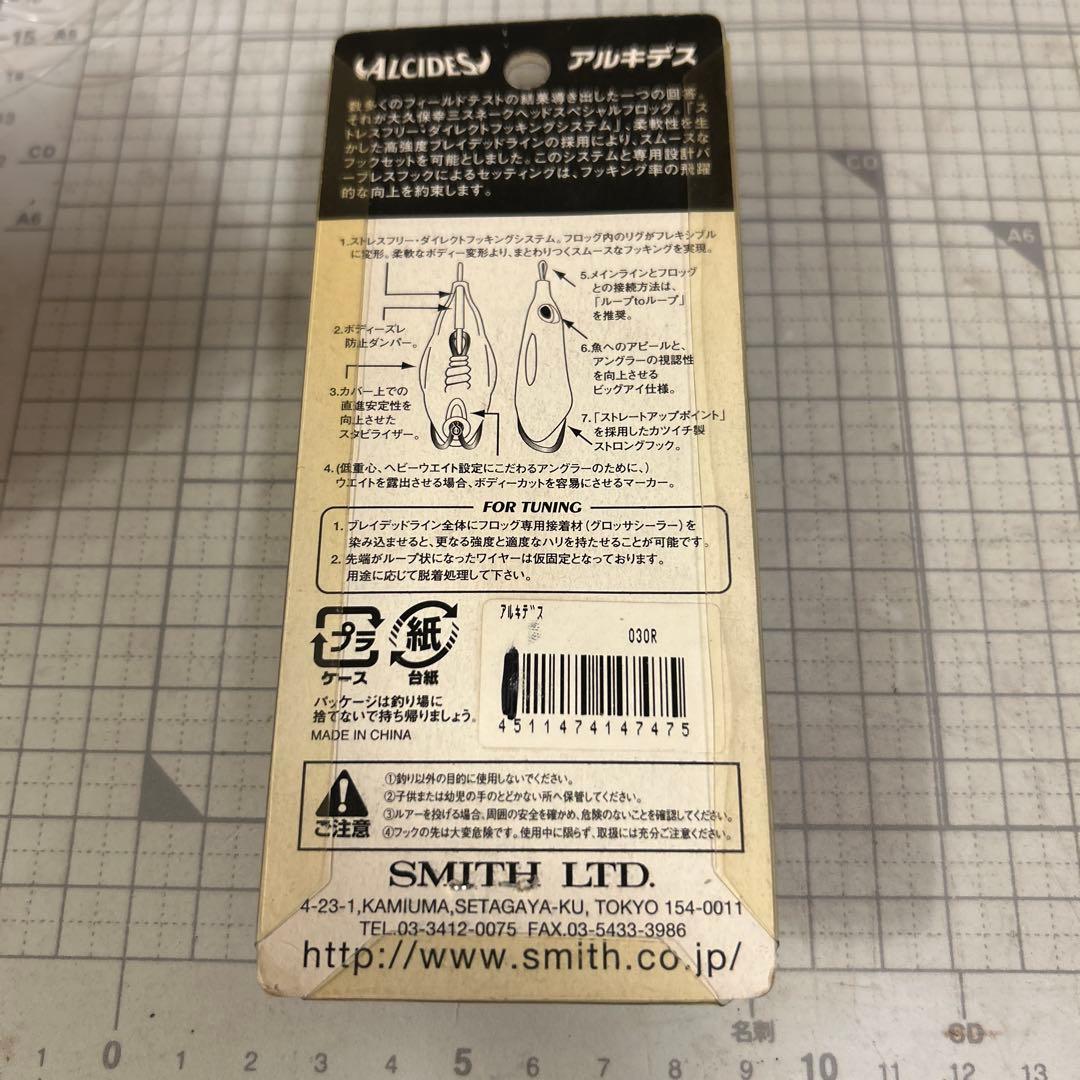 ALCIDES アルキデス
数多くのフィールドテストの結果導き出した一つの回答。
それが大久保幸三スネークヘッドスペシャルフロッグ。「ス
トレスフリー・ダイレクトフッキングシステム」、柔軟性を生
かした高強度ブレイデッドラインの採用により、スムースな
フックセットを可能としました。このシステムと専用設計バ
ーブレスフックによるセッティングは、フッキング率の飛躍
的な向上を約束します。
1.ストレスフリー・ダイレクトフッキングシステム。フロッグ内のリグがフレキシブル
に変形。柔軟なボディー変形より、まとわりつくスムースなフッキングを実現。
2.ボディーズレ
防止ダンパー。
3.カバー上での
直進安定性を
向上させた
スタビライザー。
5.メインラインとフロッグ
との接続方法は、
「ループtoループ」
を推奨。
6.魚へのアピールと、
アングラーの視認性
を向上させる
ビッグアイ仕様。
7.「ストレートアップポイント」
を採用したカツイチ製
ストロングフック。
4.(低重心、ヘビーウエイト設定にこだわるアングラーのために、)
ウエイトを露出させる場合、ボディーカットを容易にさせるマーカー。
FOR TUNING
1. ブレイデッドライン全体にフロッグ専用接着材(グロッサシーラー)を
染み込ませると、更なる強度と適度なハリを持たせることが可能です。
2. 先端がループ状になったワイヤーは仮固定となっております。
用途に応じて脱着処理して下さい。
プラ
ケース
紙
台紙
パッケージは釣り場に
捨てないで持ち帰りましょう。
MADE IN CHINA
アルキデス
030R
4511474147475
ご注意
①釣り以外の目的に使用しないでください。
②子供または幼児の手のとどかない所へ保管してください。
③ルアーを投げる場合、周囲の安全を確かめ、危険のないことを確認してください。
④フックの先は大変危険です。使用中に限らず、取扱には充分ご注意ください。
SMITH LTD.
4-23-1,KAMIUMA,SETAGAYA-KU, TOKYO 154-0011
TEL.03-3412-0075 FAX.03-5433-3986
http://www.smith.co.jp/
15 A5
CD
A6
CD
A6
名刺
SD
1 0 1 2 3 4 5 6 7 8 9 10 11 12 13